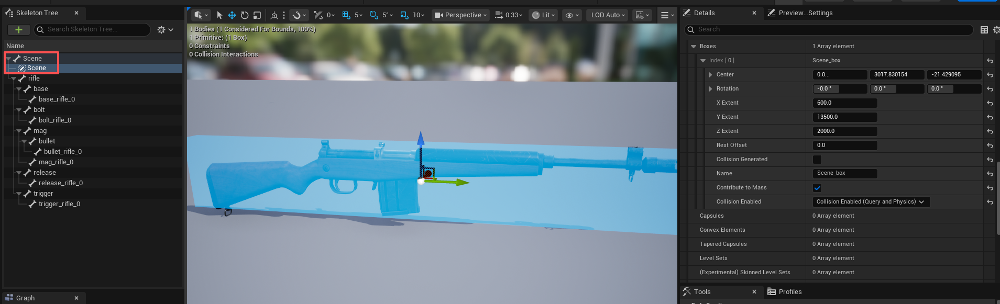 Skeleton Tree
Search Skeleton Tree...
Name
Scene
Scene
rifle
base
base_rifle_0
bolt
bolt_rifle_0
mag
bullet
bullet_rifle_0
mag_rifle_0
release
release_rifle_0
trigger
trigger_rifle_0
Graph
0 5 5° 10 Perspective 0.33 Lit LOD Auto
1 Bodies (1 Considered For Bounds, 100%)
1 Primitive: (1 Box)
0 Constraints
0 Collision Interactions
Details Preview...Settings
Search
Boxes 1 Array element
Index [ 0 ] Scene_box
Center 0.0... 3017.830154 -21.429095
Rotation -0.0 ° 0.0 ° 0.0 °
X Extent 600.0
Y Extent 13500.0
Z Extent 2000.0
Rest Offset 0.0
Collision Generated
Name Scene_box
Contribute to Mass
Collision Enabled Collision Enabled (Query and Physics)
Capsules 0 Array element
Convex Elements 0 Array element
Tapered Capsules 0 Array element
Level Sets 0 Array element
(Experimental) Skinned Level Sets 0 Array element
Tools Profiles